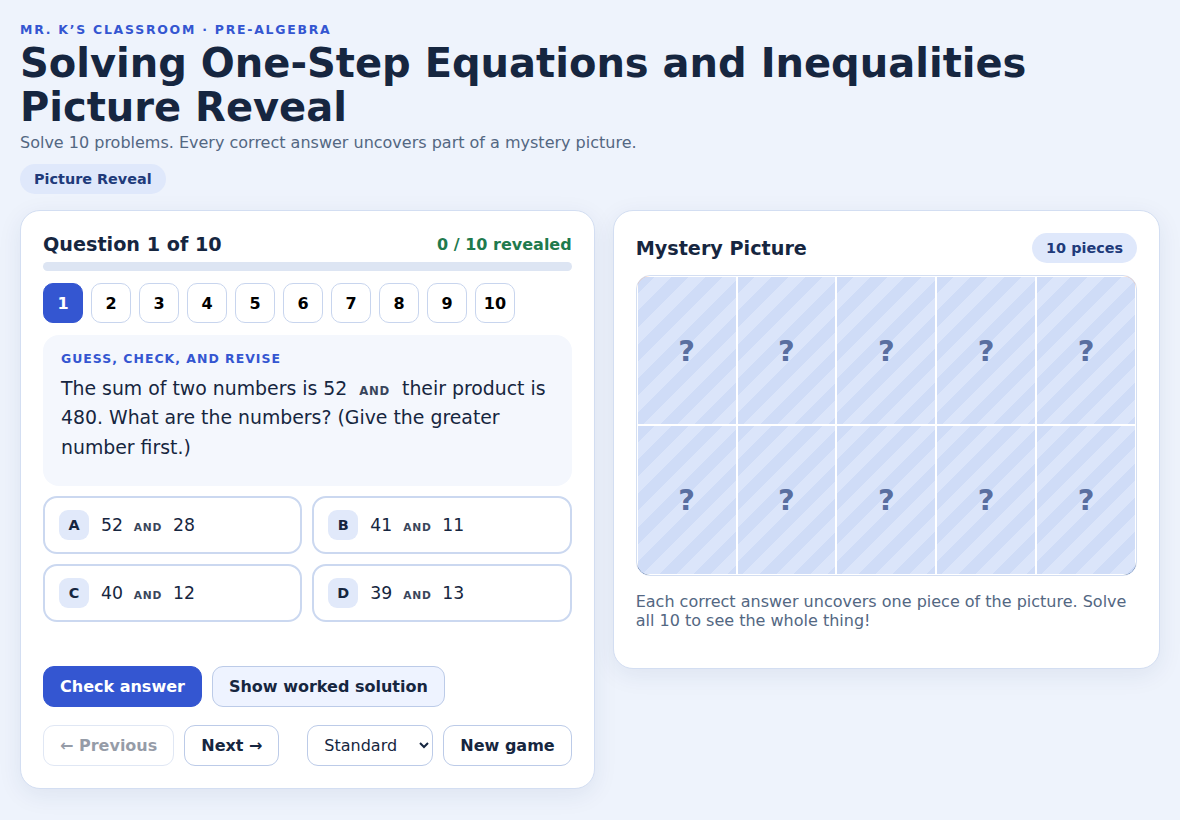 MR. K’S CLASSROOM · PRE-ALGEBRA
Solving One-Step Equations and Inequalities
Picture Reveal
Solve 10 problems. Every correct answer uncovers part of a mystery picture.
Picture Reveal
Question 1 of 10
0 / 10 revealed
1 2 3 4 5 6 7 8 9 10
GUESS, CHECK, AND REVISE
The sum of two numbers is 52 AND their product is
480. What are the numbers? (Give the greater
number first.)
A 52 AND 28
B 41 AND 11
C 40 AND 12
D 39 AND 13
Check answer
Show worked solution
← Previous
Next →
Standard
New game
Mystery Picture
10 pieces
? ? ? ? ?
? ? ? ? ?
Each correct answer uncovers one piece of the picture. Solve
all 10 to see the whole thing!